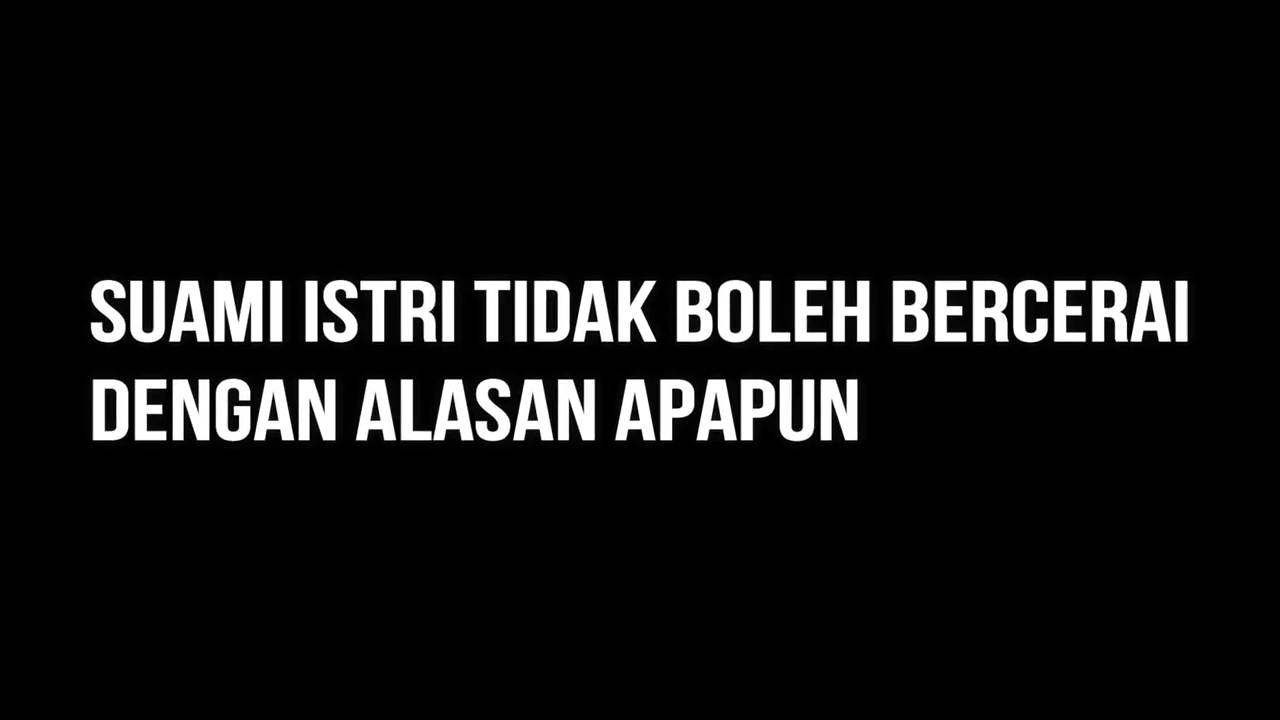 SUAMI ISTRI TIDAK BOLEH BERCERAI
DENGAN ALASAN APAPUN